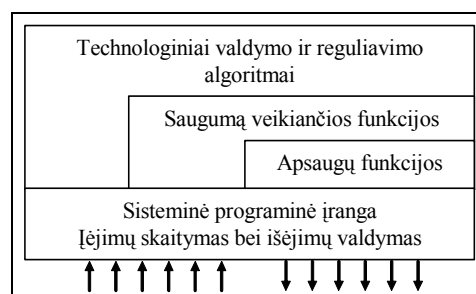 Technologiniai valdymo ir reguliavimo
algoritmai
Saugumą veikiančios funkcijos
Apsaugų funkcijos
Sisteminė programinė įranga
Įėjimų skaitymas bei išėjimų valdymas